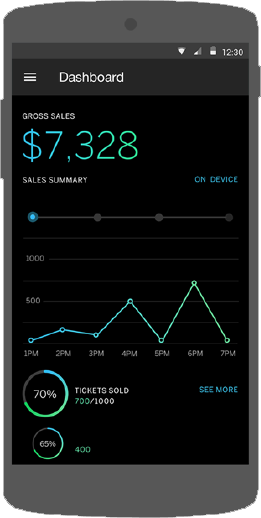 12:30
Dashboard
GROSS SALES
$7,328
SALES SUMMARY ON DEVICE
1000
500
1PM 2PM 3PM 4PM 5PM 6PM 7PM
70% TICKETS SOLD SEE MORE
700/1000
65% 400